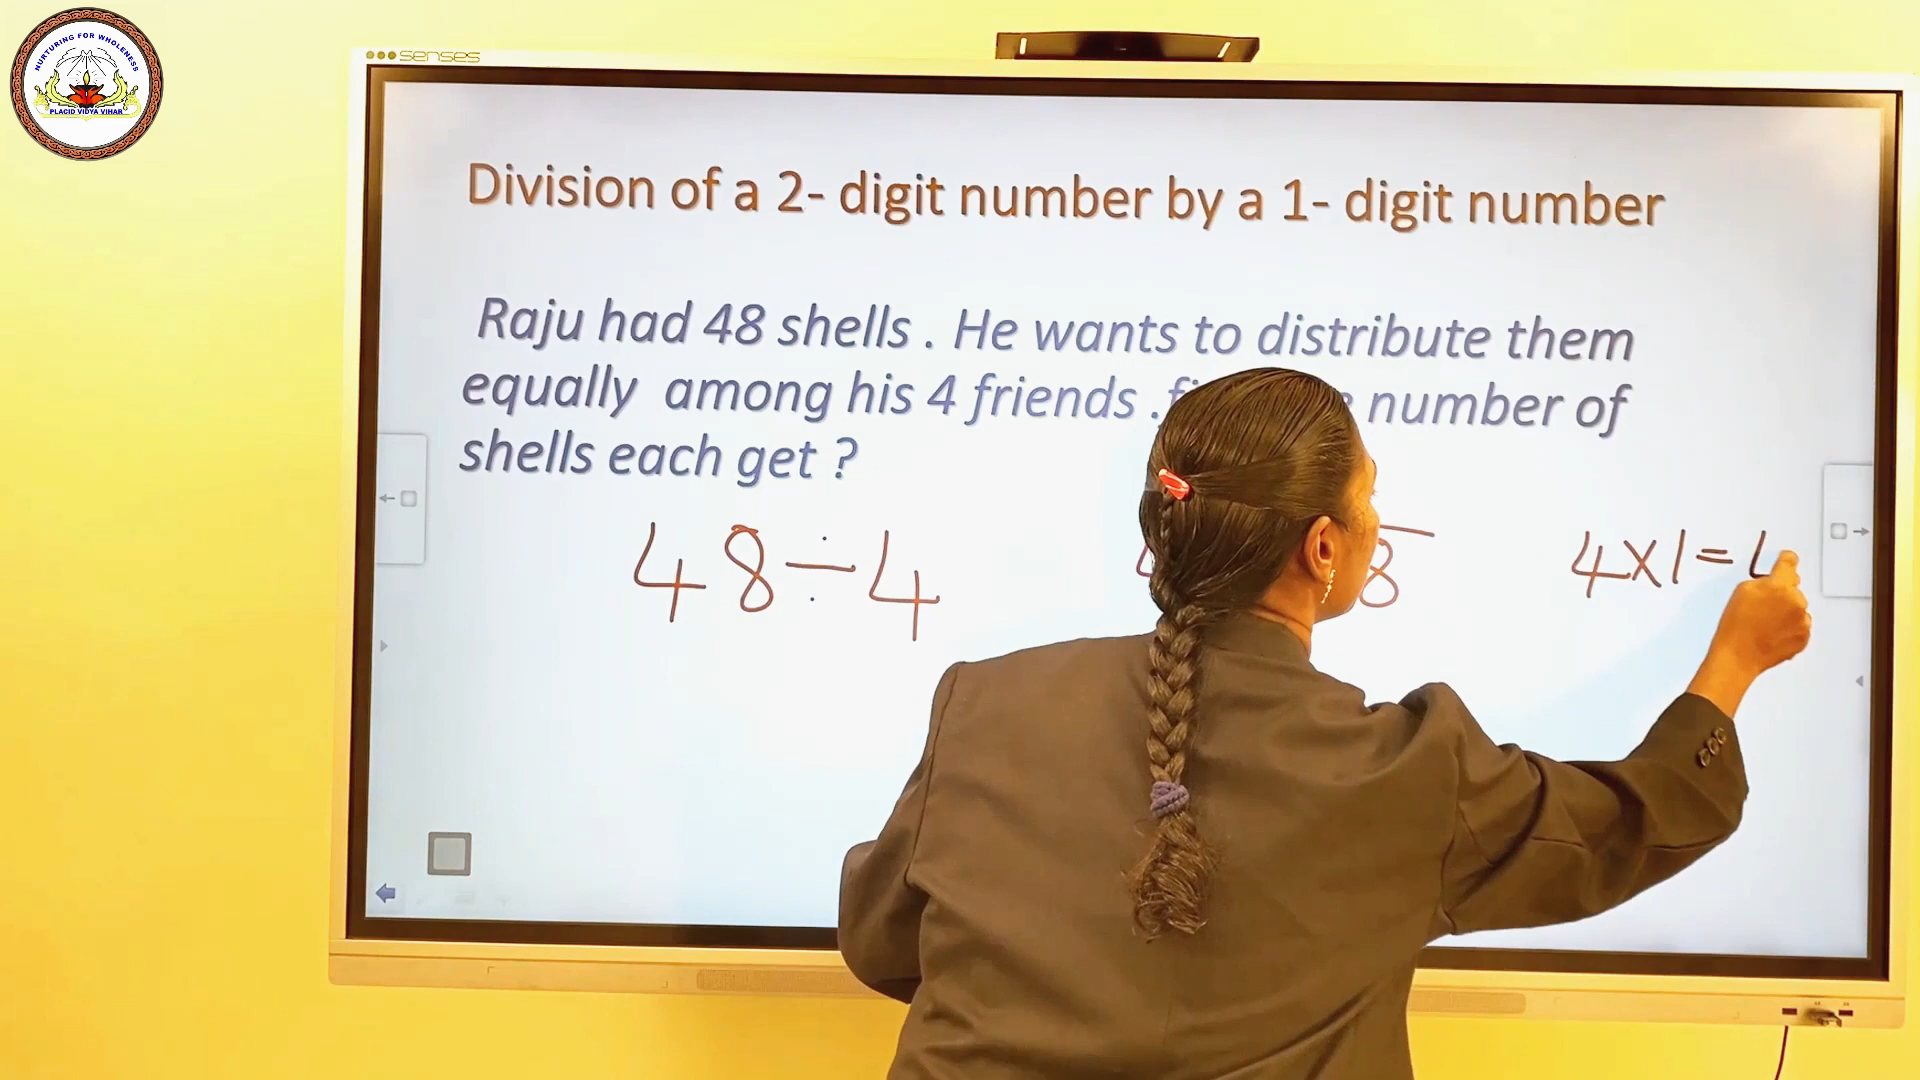 NURTURING FOR WHOLENESS
PLACID VIDYA VIHAR
senses
Division of a 2- digit number by a 1- digit number
Raju had 48 shells . He wants to distribute them
equally among his 4 friends . number of
shells each get ?
48÷4
8
4x1=4